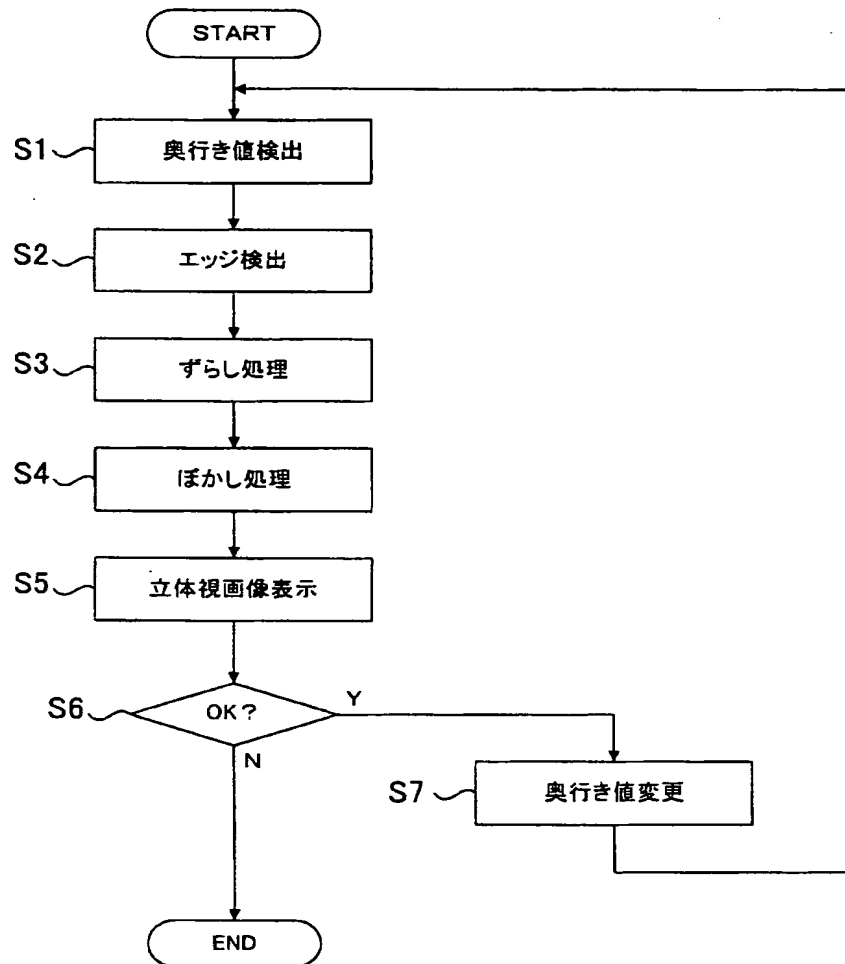 START
S1 奥行き値検出
S2 エッジ検出
S3 ずらし処理
S4 ぼかし処理
S5 立体視画像表示
S6 OK?
Y
N
S7 奥行き値変更
END